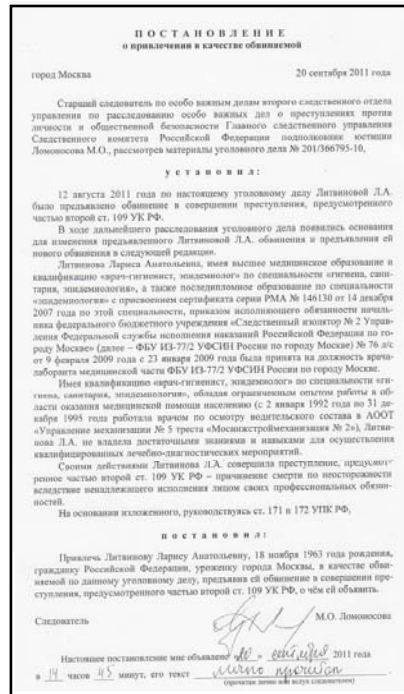 П О С Т А Н О В Л Е Н И Е
о привлечении в качестве обвиняемой
город Москва 20 сентября 2011 года
Старший следователь по особо важным делам второго следственного отдела
управления по расследованию особо важных дел о преступлениях против
личности и общественной безопасности Главного следственного управления
Следственного комитета Российской Федерации подполковник юстиции
Ломоносова М.О., рассмотрев материалы уголовного дела № 201/366795-10,
у с т а н о в и л :
12 августа 2011 года по настоящему уголовному делу Литвиновой Л.А.
было предъявлено обвинение в совершении преступления, предусмотренного
частью второй ст. 109 УК РФ.
В ходе дальнейшего расследования уголовного дела появились основания
для изменения предъявленного Литвиновой Л.А. обвинения и предъявления ей
нового обвинения в следующей редакции.
Литвинова Лариса Анатольевна, имея высшее медицинское образование и
квалификацию «врач-гигиенист, эпидемиолог» по специальности «гигиена, сани-
тария, эпидемиология», а также последипломное образование по специальности
«эпидемиология» с присвоением сертификата серии РМА № 146130 от 14 декабря
2007 года по этой специальности, приказом исполняющего обязанности началь-
ника федерального бюджетного учреждения «Следственный изолятор № 2 Управ-
ления Федеральной службы исполнения наказаний Российской Федерации по го-
роду Москве» (далее – ФБУ ИЗ-77/2 УФСИН России по городу Москве) № 76 л/с
от 9 февраля 2009 года с 23 января 2009 года была принята на должность врача-
лаборанта медицинской части ФБУ ИЗ-77/2 УФСИН России по городу Москве.
Имея квалификацию «врач-гигиенист, эпидемиолог» по специальности «ги-
гиена, санитария, эпидемиология», обладая ограниченным опытом работы в об-
ласти оказания медицинской помощи населению (с 2 января 1992 года по 31 де-
кабря 1993 года работала врачом по осмотру водительского состава в АООТ
«Управление механизации № 5 треста «Мосинжстроймеханизация № 2»), Литви-
нова Л.А. не владела достаточными знаниями и навыками для осуществления
квалифицированных лечебно-диагностических мероприятий.
Своими действиями Литвинова Л.А. совершила преступление, предусмот-
ренное частью второй ст. 109 УК РФ – причинение смерти по неосторожности
вследствие ненадлежащего исполнения лицом своих профессиональных обязан-
ностей.
На основании изложенного, руководствуясь ст. 171 и 172 УПК РФ,
п о с т а н о в и л :
Привлечь Литвинову Ларису Анатольевну, 18 ноября 1963 года рождения,
гражданку Российской Федерации, уроженку города Москвы, в качестве обви-
няемой по данному уголовному делу, предъявив ей обвинение в совершении пре-
ступления, предусмотренного частью второй ст. 109 УК РФ, о чём ей объявить.
Следователь М.О. Ломоносова
Настоящее постановление мне объявлено «20» сентября 2011 года
в 14 часов 45 минут, его текст лично прочитан
(прочитан лично или вслух следователем)